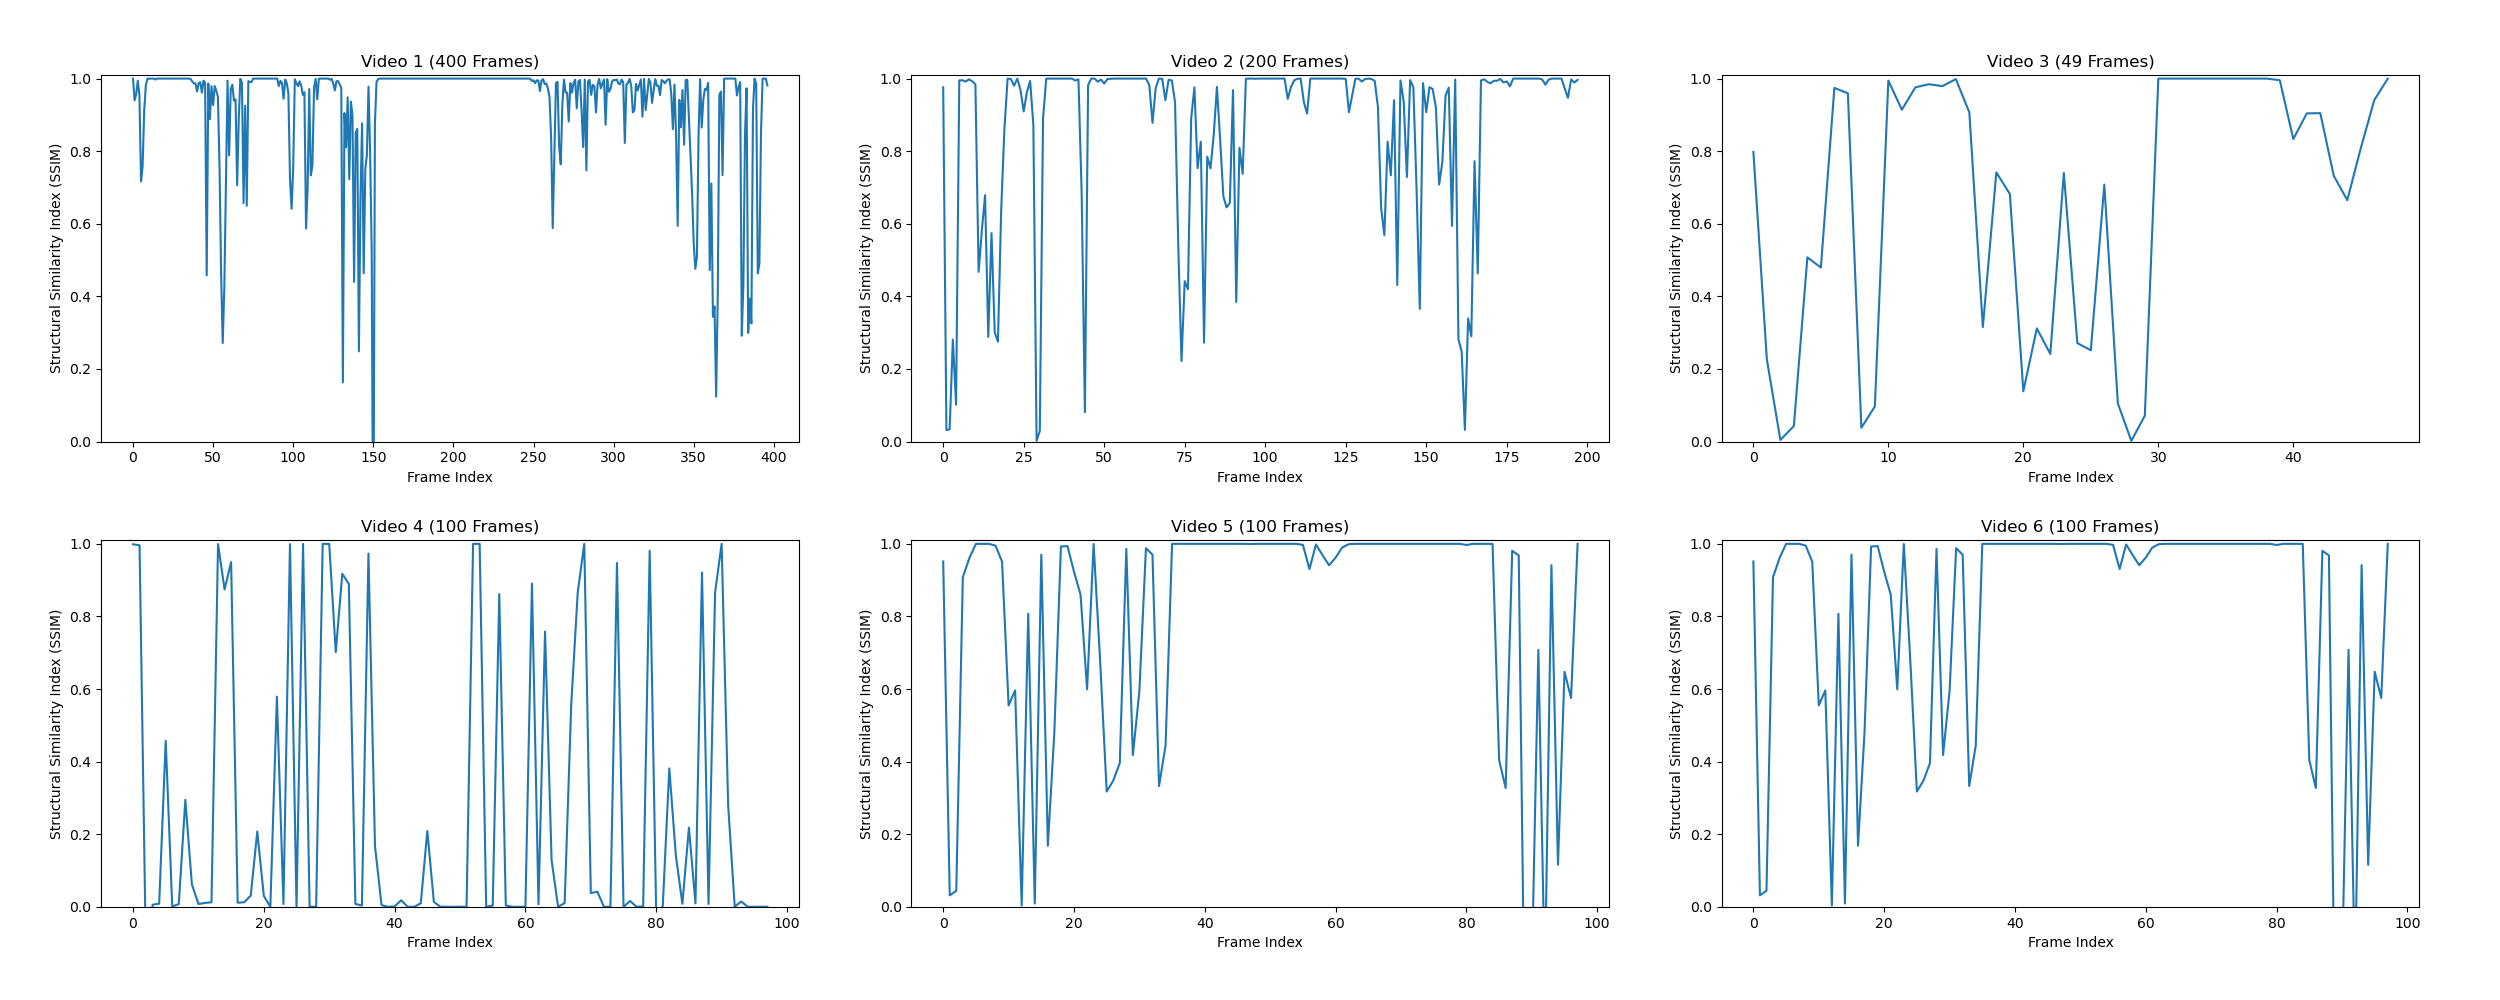 Video 1 (400 Frames)
Structural Similarity Index (SSIM)
1.0
0.8
0.6
0.4
0.2
0.0
0 50 100 150 200 250 300 350 400
Frame Index
Video 2 (200 Frames)
Structural Similarity Index (SSIM)
1.0
0.8
0.6
0.4
0.2
0.0
0 25 50 75 100 125 150 175 200
Frame Index
Video 3 (49 Frames)
Structural Similarity Index (SSIM)
1.0
0.8
0.6
0.4
0.2
0.0
0 10 20 30 40
Frame Index
Video 4 (100 Frames)
Structural Similarity Index (SSIM)
1.0
0.8
0.6
0.4
0.2
0.0
0 20 40 60 80 100
Frame Index
Video 5 (100 Frames)
Structural Similarity Index (SSIM)
1.0
0.8
0.6
0.4
0.2
0.0
0 20 40 60 80 100
Frame Index
Video 6 (100 Frames)
Structural Similarity Index (SSIM)
1.0
0.8
0.6
0.4
0.2
0.0
0 20 40 60 80 100
Frame Index